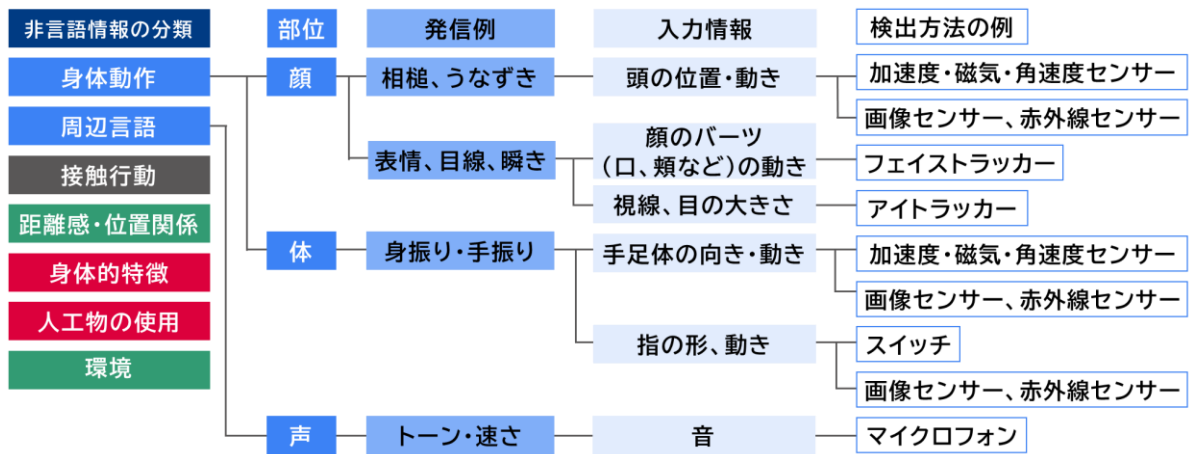 非言語情報の分類
部位
発信例
入力情報
検出方法の例
身体動作
顔
相槌、うなずき
頭の位置・動き
加速度・磁気・角速度センサー
画像センサー、赤外線センサー
周辺言語
表情、目線、瞬き
顔のバーツ
(口、頬など)の動き
フェイストラッカー
接触行動
視線、目の大きさ
アイトラッカー
距離感・位置関係
体
身振り・手振り
手足体の向き・動き
加速度・磁気・角速度センサー
画像センサー、赤外線センサー
身体的特徴
人工物の使用
指の形、動き
スイッチ
画像センサー、赤外線センサー
環境
声
トーン・速さ
音
マイクロフォン